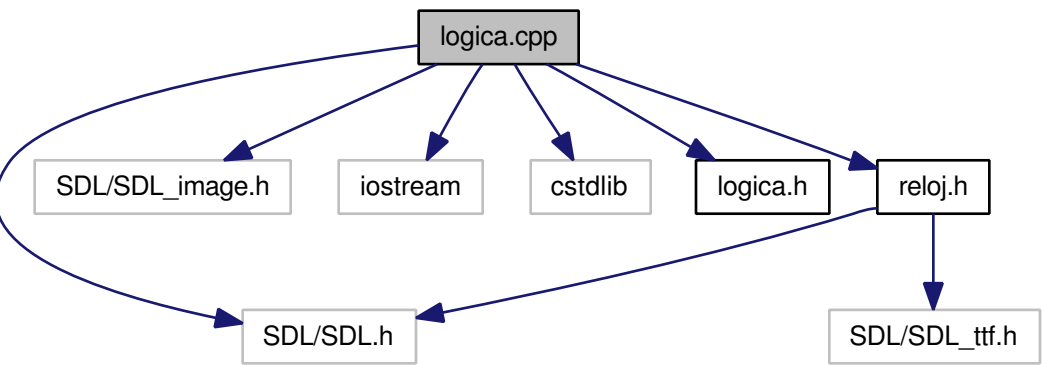 logica.cpp
SDL/SDL_image.h
iostream
cstdlib
logica.h
reloj.h
SDL/SDL.h
SDL/SDL_ttf.h